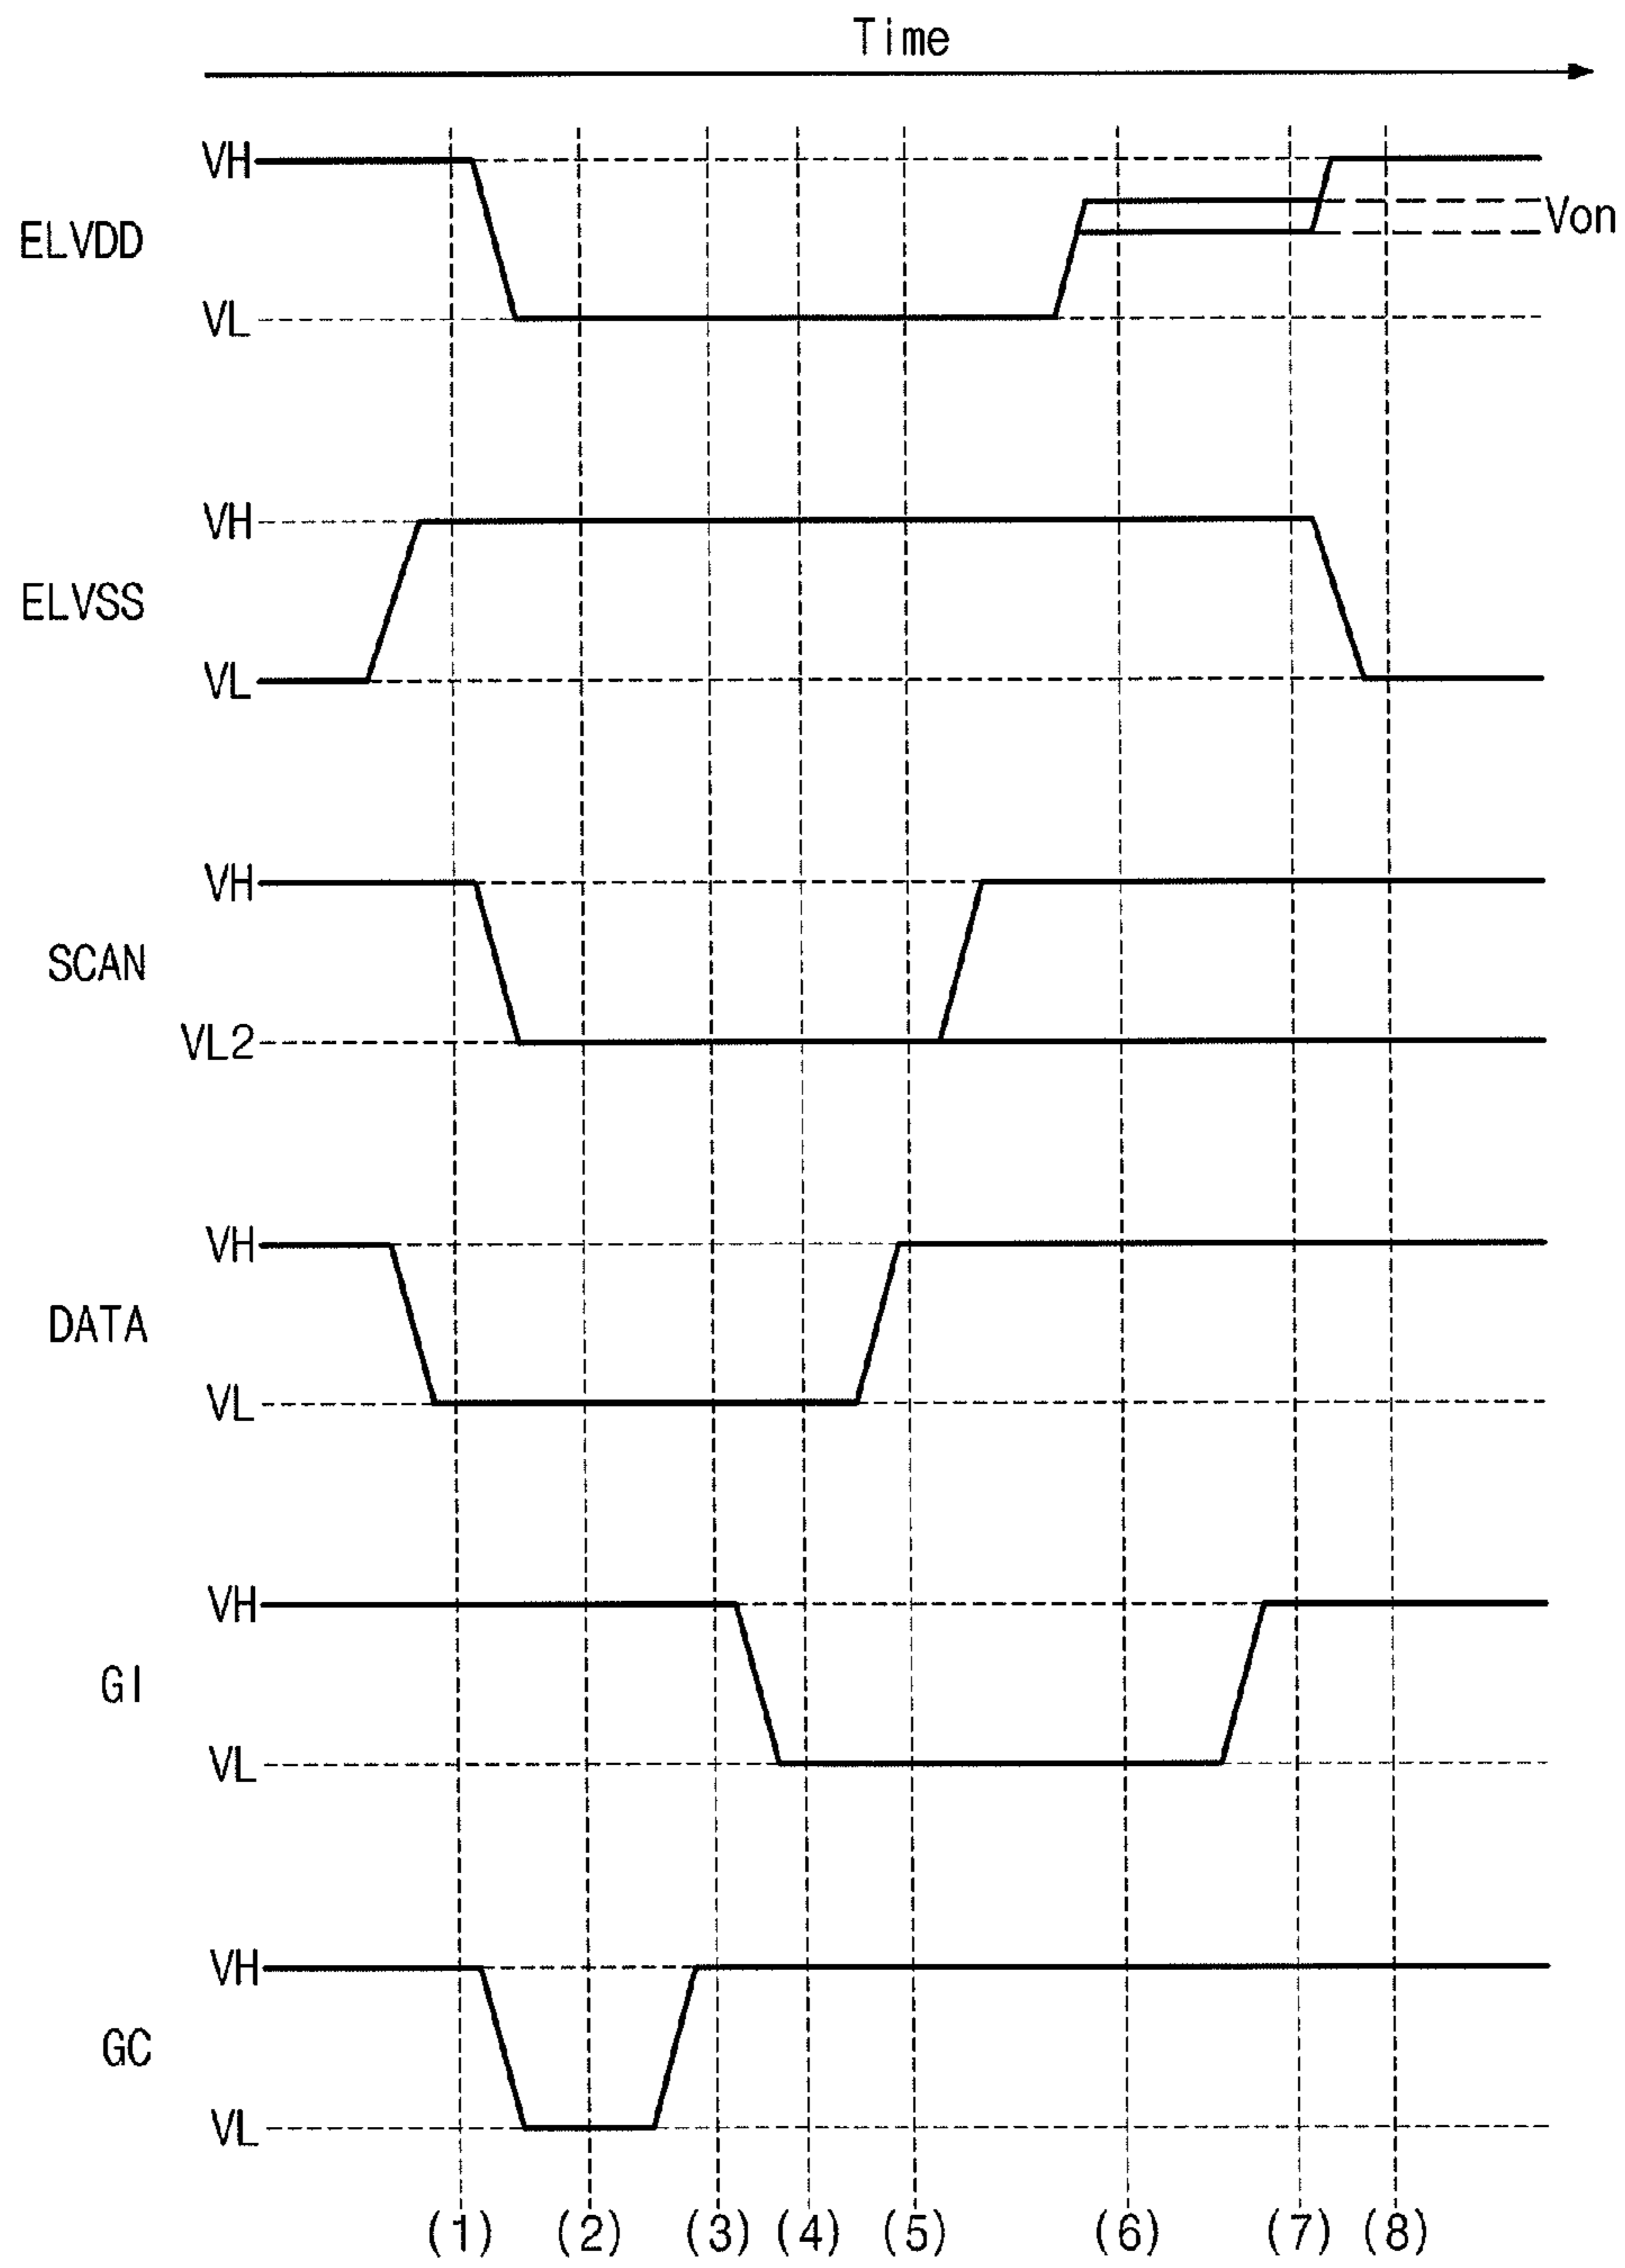 Time
VH
ELVDD
Von
VL
VH
ELVSS
VL
VH
SCAN
VL2
VH
DATA
VL
VH
GI
VL
VH
GC
VL
(1) (2) (3) (4) (5) (6) (7) (8)